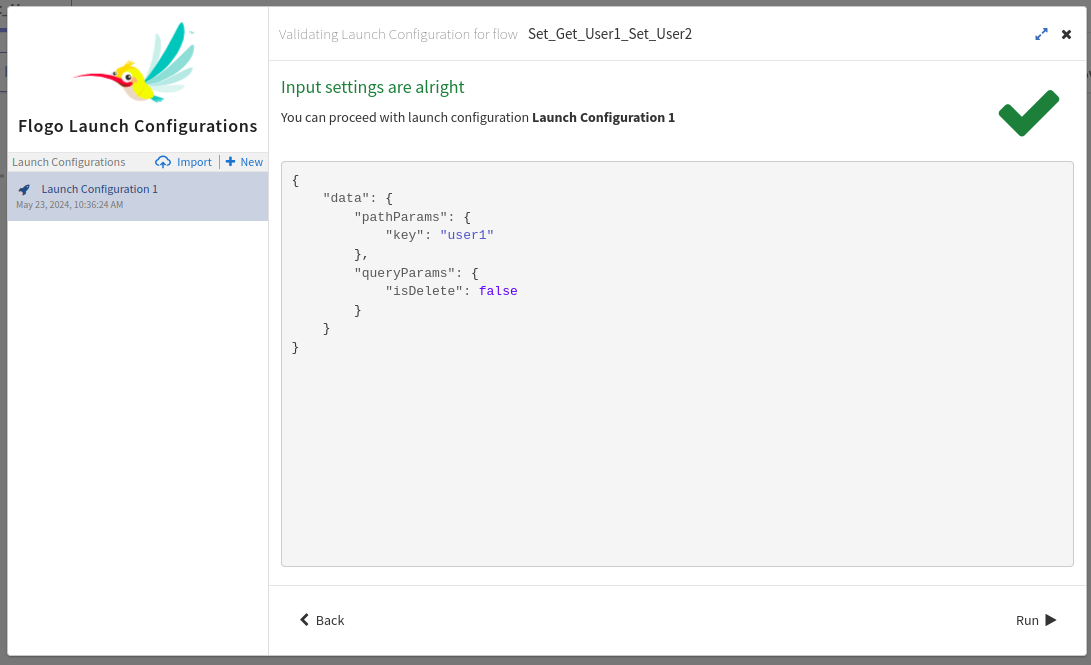 Flogo Launch Configurations
Launch Configurations Import New
Launch Configuration 1
May 23, 2024, 10:36:24 AM
Validating Launch Configuration for flow Set_Get_User1_Set_User2
Input settings are alright
You can proceed with launch configuration Launch Configuration 1
{
    "data": {
        "pathParams": {
            "key": "user1"
        },
        "queryParams": {
            "isDelete": false
        }
    }
}
Back
Run